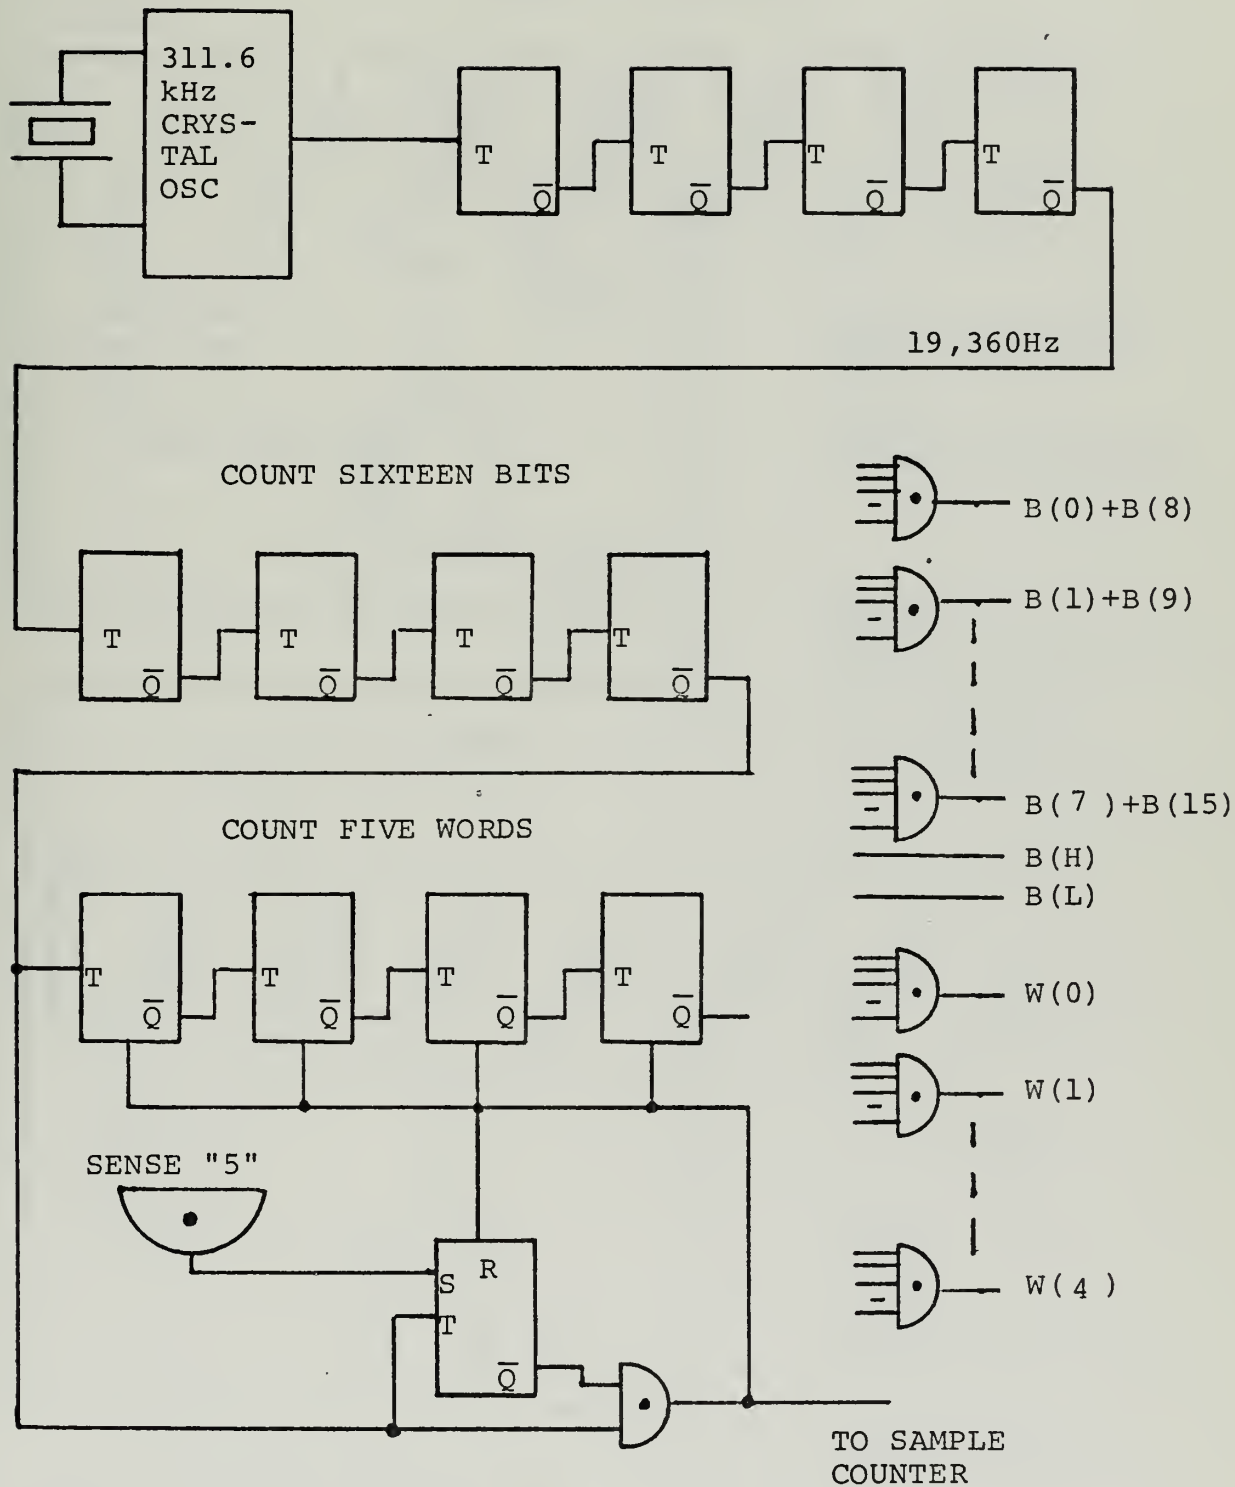 311.6
kHz
CRYS-
TAL
OSC
T
Q̅
T
Q̅
T
Q̅
T
Q̅
19,360Hz
COUNT SIXTEEN BITS
T
Q̅
T
Q̅
T
Q̅
T
Q̅
B(0)+B(8)
B(1)+B(9)
B(7)+B(15)
B(H)
B(L)
COUNT FIVE WORDS
T
Q̅
T
Q̅
T
Q̅
T
Q̅
W(0)
W(1)
W(4)
SENSE "5"
R
S
T
Q̅
TO SAMPLE
COUNTER